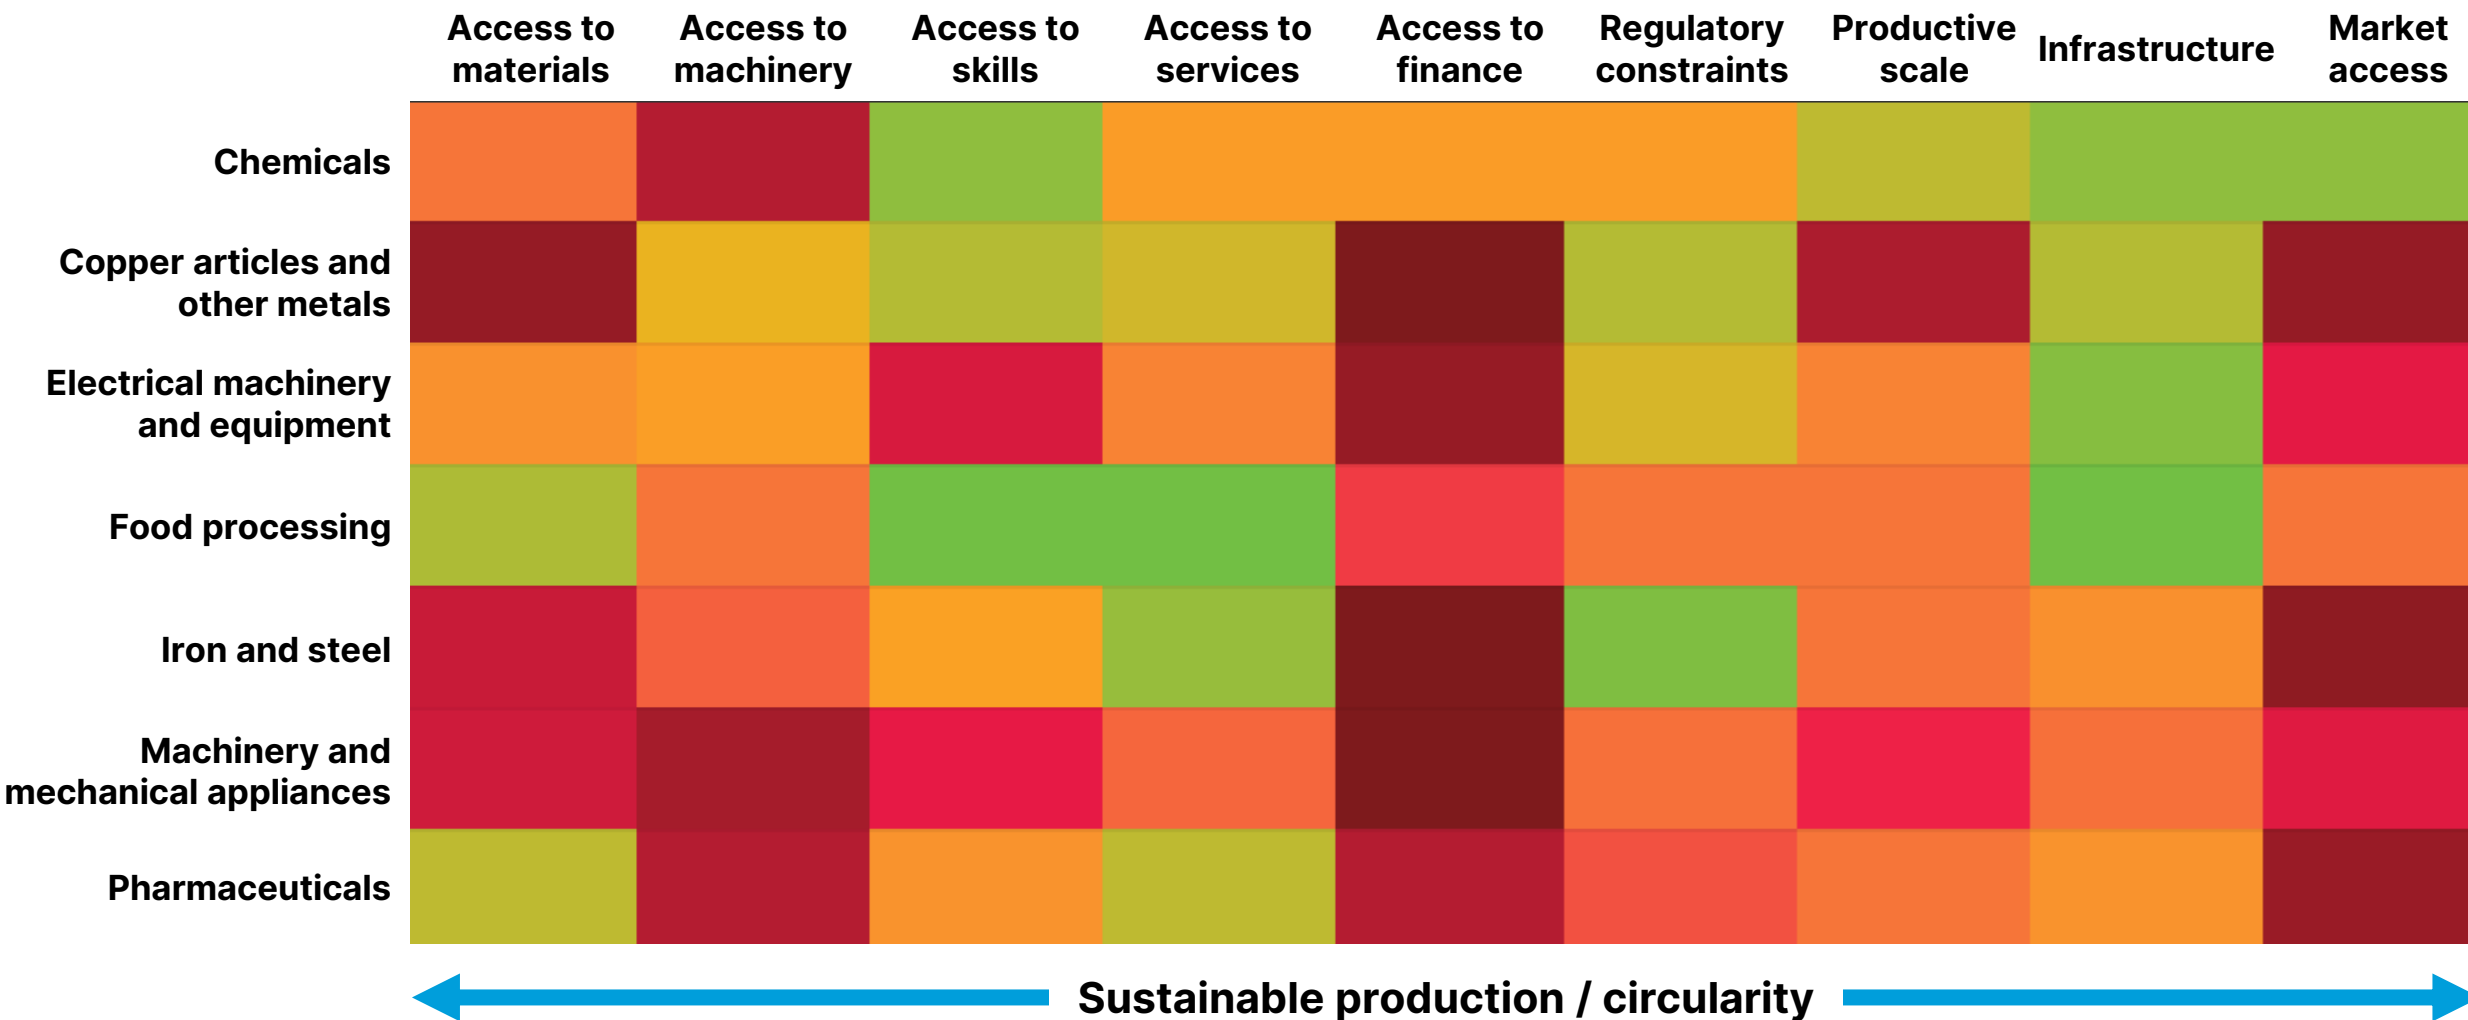 Access to
materials
Access to
machinery
Access to
skills
Access to
services
Access to
finance
Regulatory
constraints
Productive
scale
Infrastructure
Market
access
Chemicals
Copper articles and
other metals
Electrical machinery
and equipment
Food processing
Iron and steel
Machinery and
mechanical appliances
Pharmaceuticals
Sustainable production / circularity